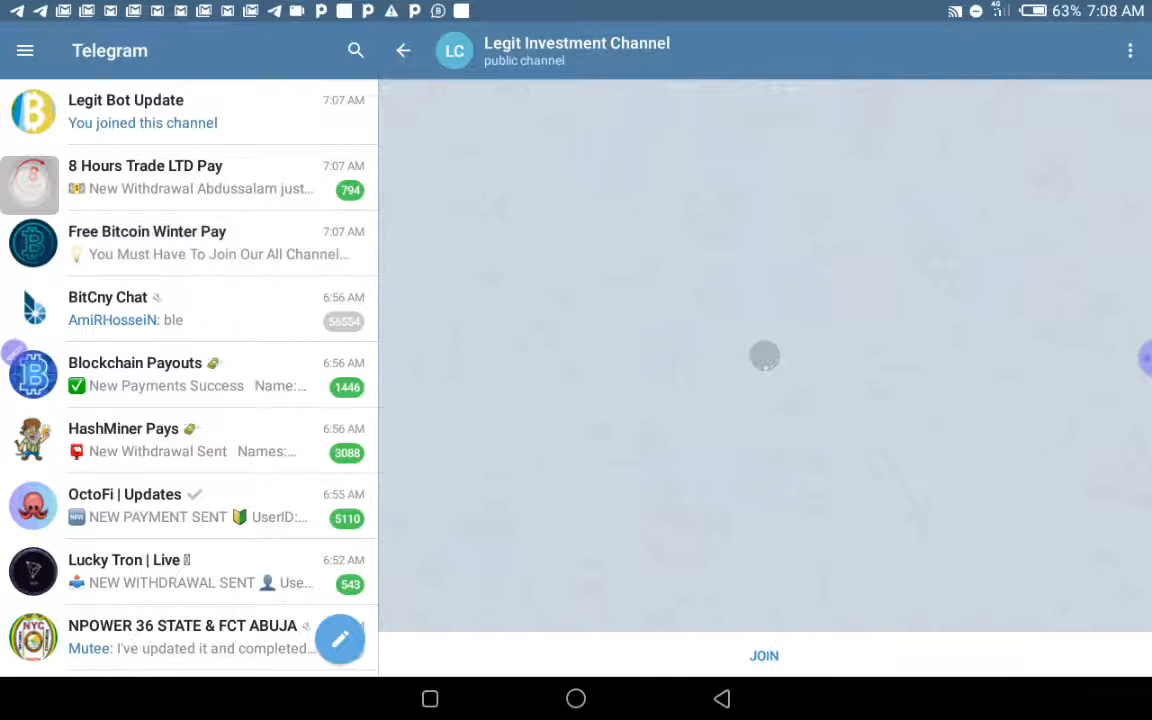 63% 7:08 AM
Telegram
LC
Legit Investment Channel
public channel
Legit Bot Update 7:07 AM
You joined this channel
8 Hours Trade LTD Pay 7:07 AM
New Withdrawal Abdussalam just... 794
Free Bitcoin Winter Pay 7:07 AM
You Must Have To Join Our All Channel...
BitCny Chat 6:56 AM
AmiRHosseiN: ble 56554
Blockchain Payouts 6:56 AM
New Payments Success Name:... 1446
HashMiner Pays 6:56 AM
New Withdrawal Sent Names:... 3088
OctoFi | Updates 6:55 AM
NEW PAYMENT SENT UserID:... 5110
Lucky Tron | Live 6:52 AM
NEW WITHDRAWAL SENT Use... 543
NPOWER 36 STATE & FCT ABUJA
Mutee: I've updated it and completed...
JOIN